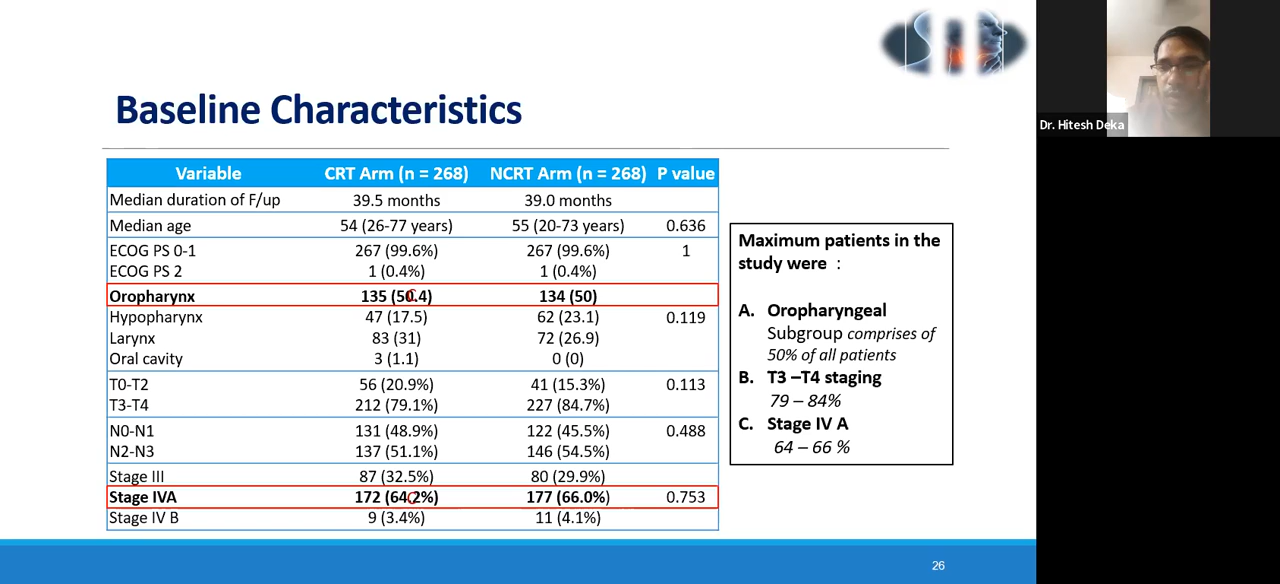 Baseline Characteristics
Variable CRT Arm (n = 268) NCRT Arm (n = 268) P value
Median duration of F/up 39.5 months 39.0 months
Median age 54 (26-77 years) 55 (20-73 years) 0.636
ECOG PS 0-1 267 (99.6%) 267 (99.6%) 1
ECOG PS 2 1 (0.4%) 1 (0.4%)
Oropharynx 135 (50.4) 134 (50)
Hypopharynx 47 (17.5) 62 (23.1) 0.119
Larynx 83 (31) 72 (26.9)
Oral cavity 3 (1.1) 0 (0)
T0-T2 56 (20.9%) 41 (15.3%) 0.113
T3-T4 212 (79.1%) 227 (84.7%)
N0-N1 131 (48.9%) 122 (45.5%) 0.488
N2-N3 137 (51.1%) 146 (54.5%)
Stage III 87 (32.5%) 80 (29.9%)
Stage IVA 172 (64.2%) 177 (66.0%) 0.753
Stage IV B 9 (3.4%) 11 (4.1%)
Maximum patients in the
study were :
A. Oropharyngeal
Subgroup comprises of
50% of all patients
B. T3 –T4 staging
79 – 84%
C. Stage IV A
64 – 66 %
26
Dr. Hitesh Deka